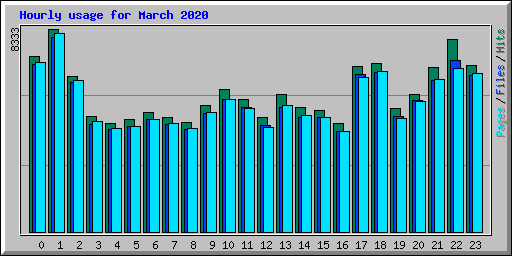 Hourly usage for March 2020
8333
Pages/Files/Hits
0 1 2 3 4 5 6 7 8 9 10 11 12 13 14 15 16 17 18 19 20 21 22 23